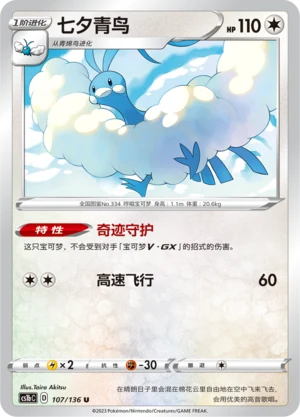 1阶进化
七夕青鸟
HP 110
从青绵鸟进化
全国图鉴No.334 哼唱宝可梦 身高：1.1m 体重：20.6kg
特性 奇迹守护
这只宝可梦，不会受到对手「宝可梦V・GX」的招式的伤害。
高速飞行 60
弱点 ×2 抵抗力 -30 撤退
Illus.Taira Akitsu
CS1b C D 107/136 U
在晴朗日子里会混在棉花云里自由地在空中飞来飞去，
会用优美的高音歌唱。
©2023 Pokémon/Nintendo/Creatures/GAME FREAK.